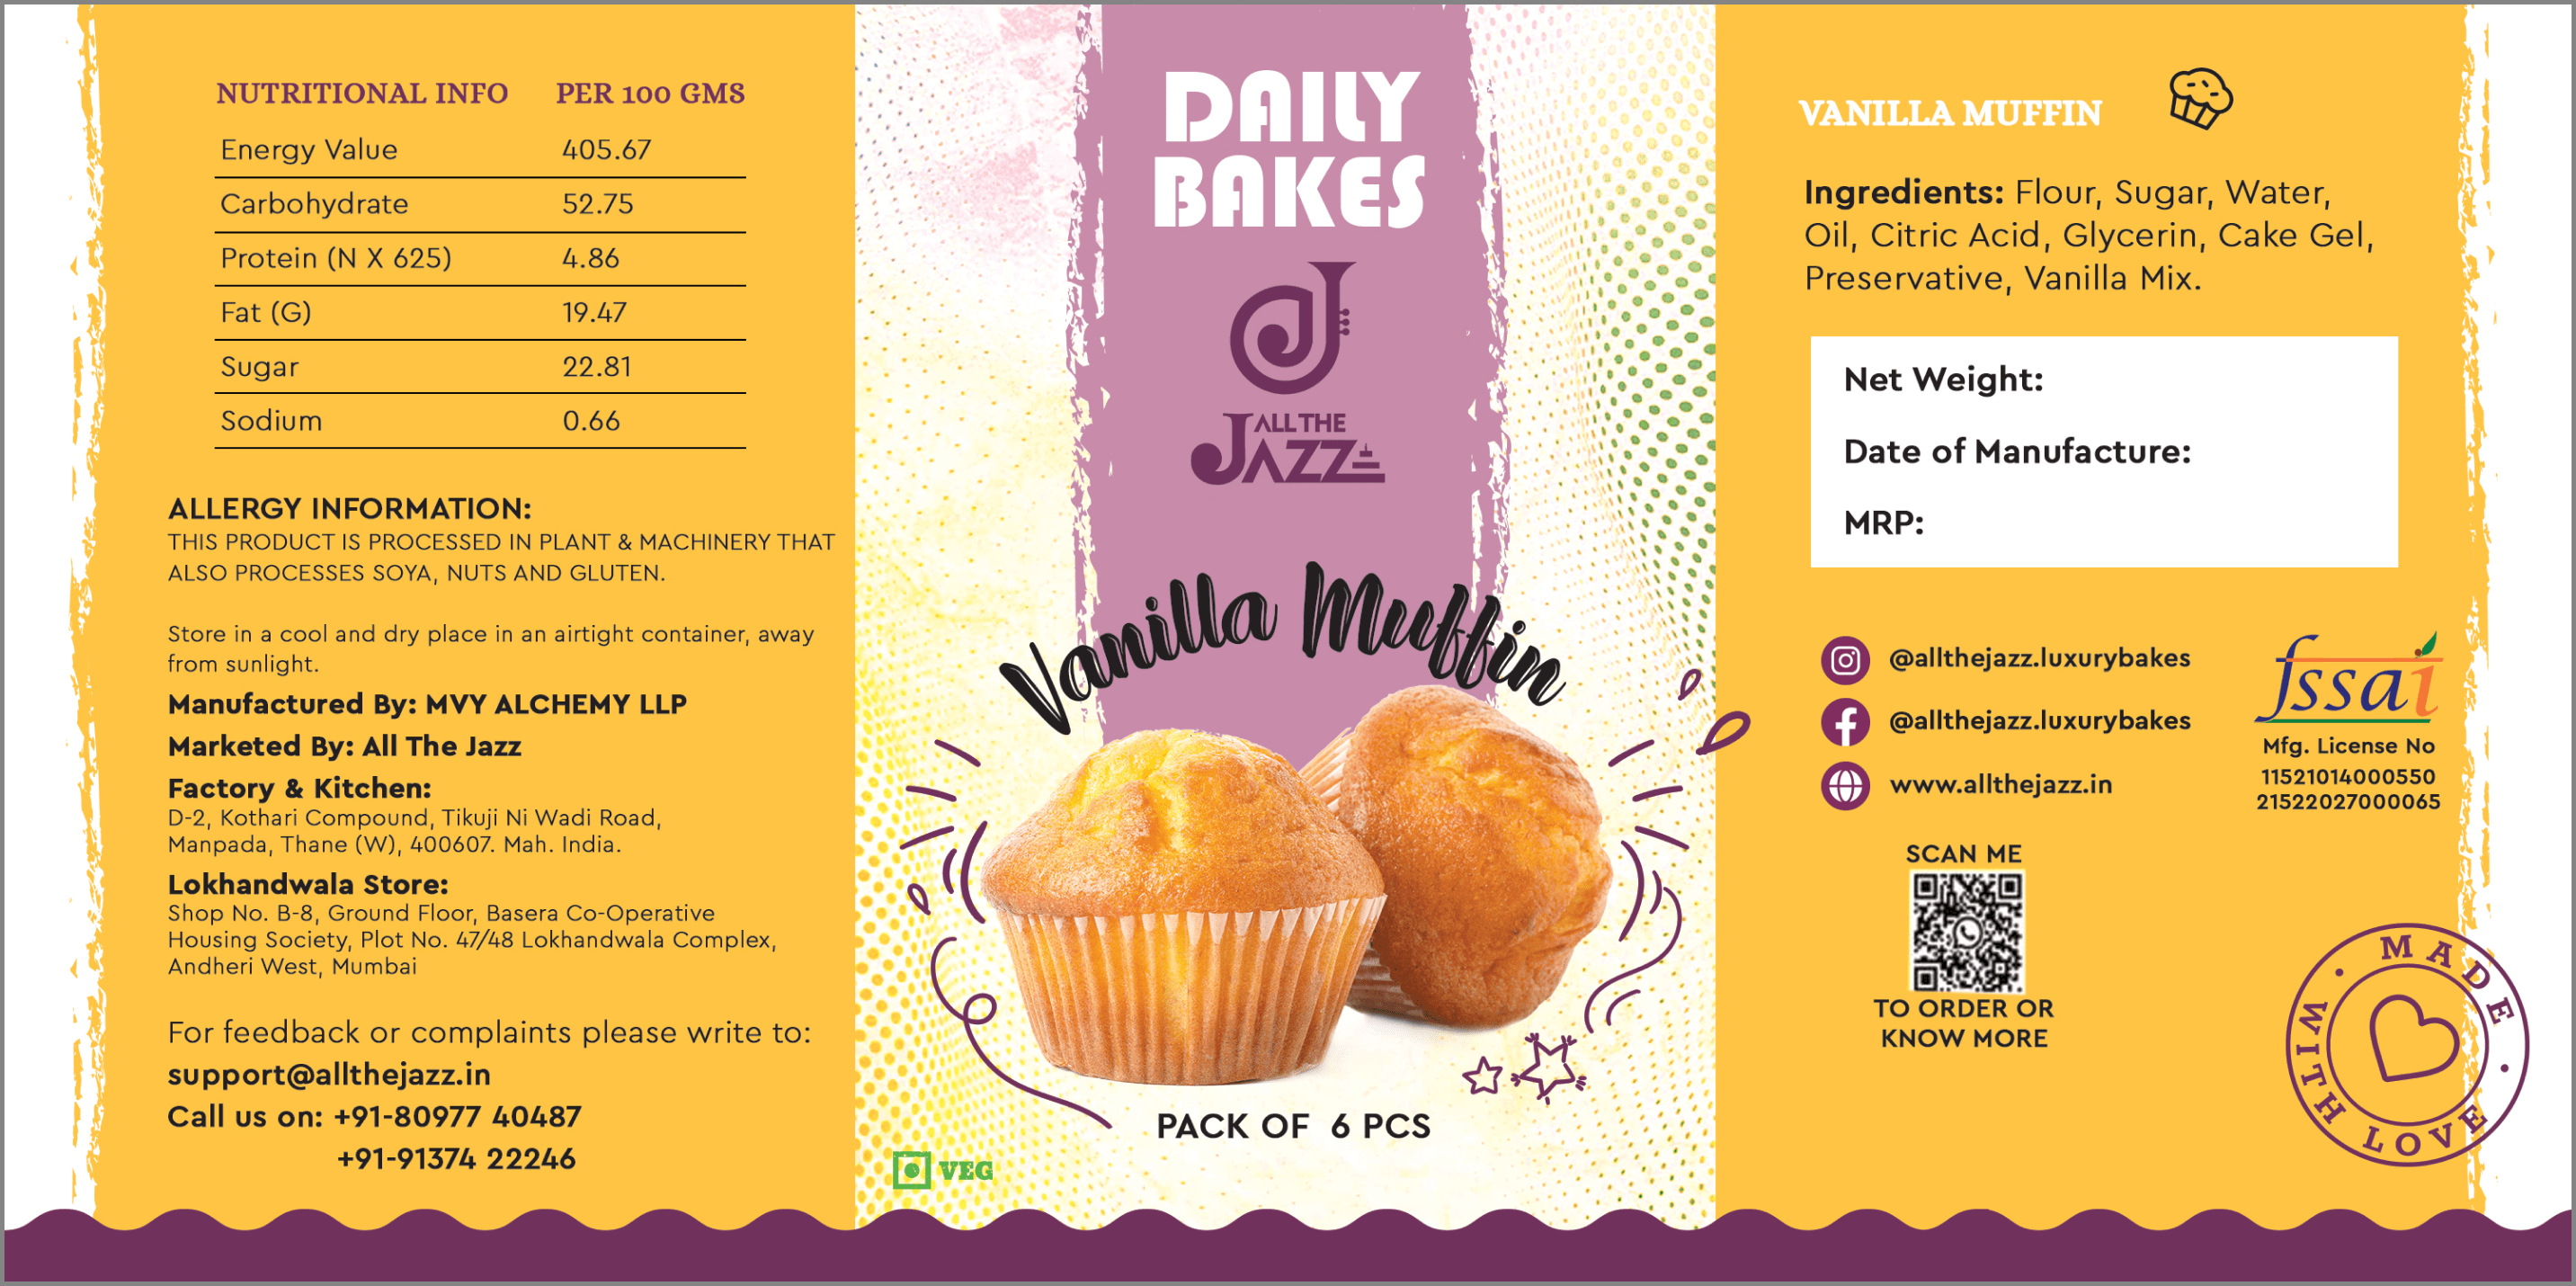 NUTRITIONAL INFO PER 100 GMS
Energy Value 405.67
Carbohydrate 52.75
Protein (N X 625) 4.86
Fat (G) 19.47
Sugar 22.81
Sodium 0.66
ALLERGY INFORMATION:
THIS PRODUCT IS PROCESSED IN PLANT & MACHINERY THAT
ALSO PROCESSES SOYA, NUTS AND GLUTEN.
Store in a cool and dry place in an airtight container, away
from sunlight.
Manufactured By: MVY ALCHEMY LLP
Marketed By: All The Jazz
Factory & Kitchen:
D-2, Kothari Compound, Tikuji Ni Wadi Road,
Manpada, Thane (W), 400607. Mah. India.
Lokhandwala Store:
Shop No. B-8, Ground Floor, Basera Co-Operative
Housing Society, Plot No. 47/48 Lokhandwala Complex,
Andheri West, Mumbai
For feedback or complaints please write to:
support@allthejazz.in
Call us on: +91-80977 40487
+91-91374 22246
DAILY
BAKES
ALL THE
JAZZ
Vanilla Muffin
PACK OF 6 PCS
VEG
VANILLA MUFFIN
Ingredients: Flour, Sugar, Water,
Oil, Citric Acid, Glycerin, Cake Gel,
Preservative, Vanilla Mix.
Net Weight:
Date of Manufacture:
MRP:
@allthejazz.luxurybakes
@allthejazz.luxurybakes
www.allthejazz.in
fssai
Mfg. License No
11521014000550
21522027000065
SCAN ME
TO ORDER OR
KNOW MORE
MADE WITH LOVE